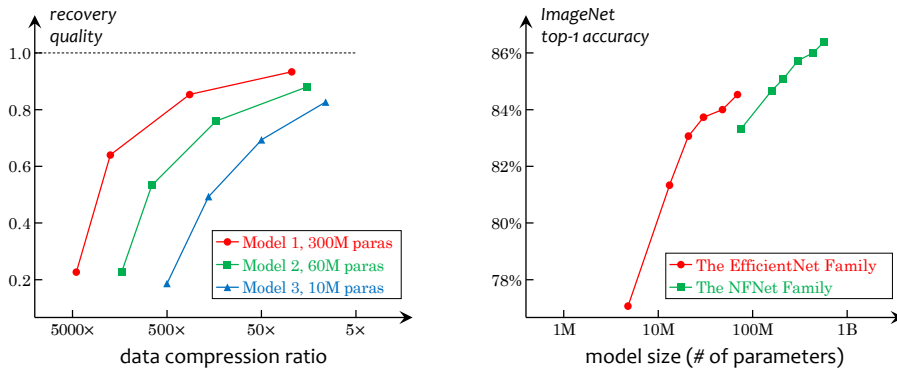 recovery
quality
1.0
0.8
0.6
0.4
0.2
5000×
500×
50×
5×
data compression ratio
Model 1, 300M paras
Model 2, 60M paras
Model 3, 10M paras
ImageNet
top-1 accuracy
86%
84%
82%
80%
78%
1M
10M
100M
1B
model size (# of parameters)
The EfficientNet Family
The NFNet Family